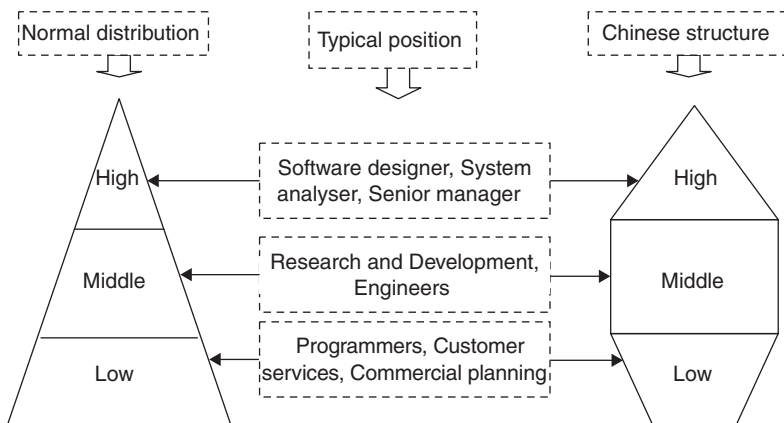 Normal distribution
Typical position
Chinese structure
High
Software designer, System
analyser, Senior manager
High
Middle
Research and Development,
Engineers
Middle
Low
Programmers, Customer
services, Commercial planning
Low